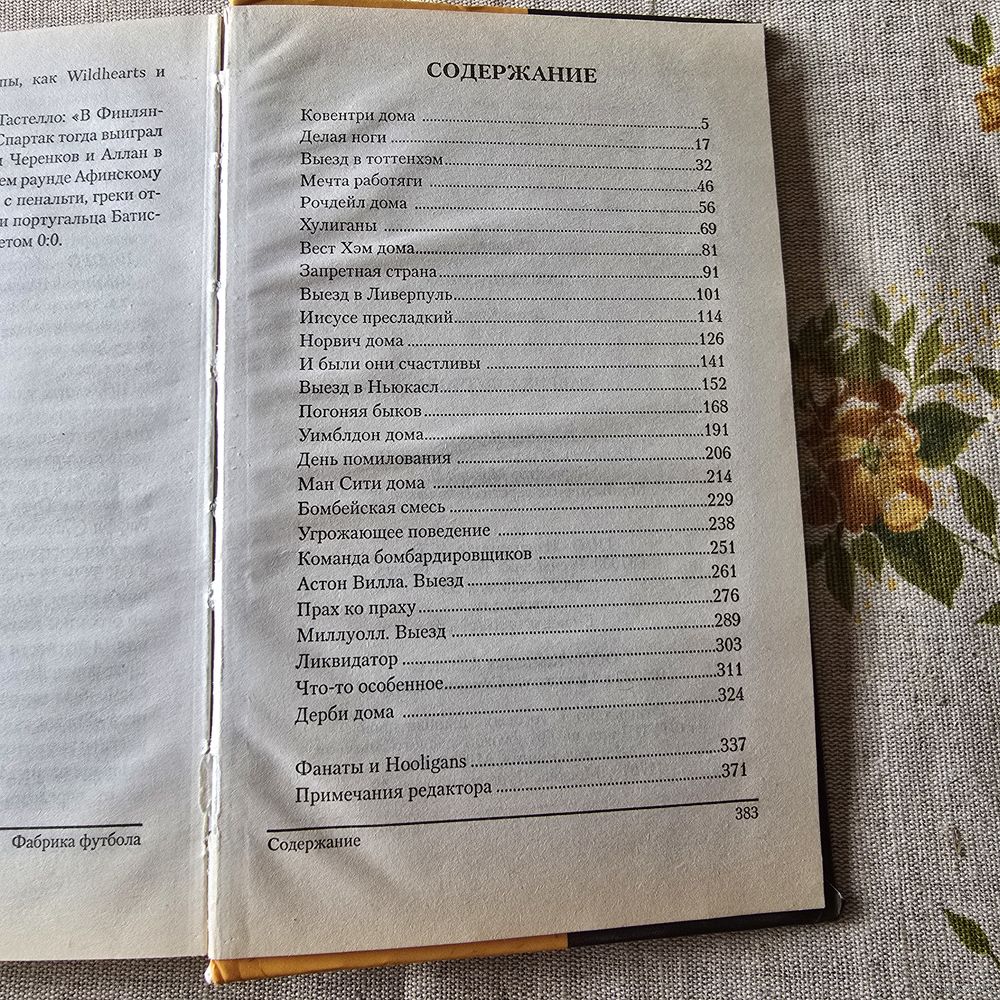 пы, как Wildhearts и
Тастелло: «В Финлян-
Спартак тогда выиграл
Черенков и Аллан в
ем раунде Афинскому
с пенальти, греки от-
и португальца Батис-
етом 0:0.
Фабрика футбола
СОДЕРЖАНИЕ
Ковентри дома 5
Делая ноги 17
Выезд в тоттенхэм 32
Мечта работяги 46
Рочдейл дома 56
Хулиганы 69
Вест Хэм дома 81
Запретная страна 91
Выезд в Ливерпуль 101
Иисусе пресладкий 114
Норвич дома 126
И были они счастливы 141
Выезд в Ньюкасл 152
Погоняя быков 168
Уимблдон дома 191
День помилования 206
Ман Сити дома 214
Бомбейская смесь 229
Угрожающее поведение 238
Команда бомбардировщиков 251
Астон Вилла. Выезд 261
Прах ко праху 276
Миллуолл. Выезд 289
Ликвидатор 303
Что-то особенное 311
Дерби дома 324
Фанаты и Hooligans 337
Примечания редактора 371
383
Содержание